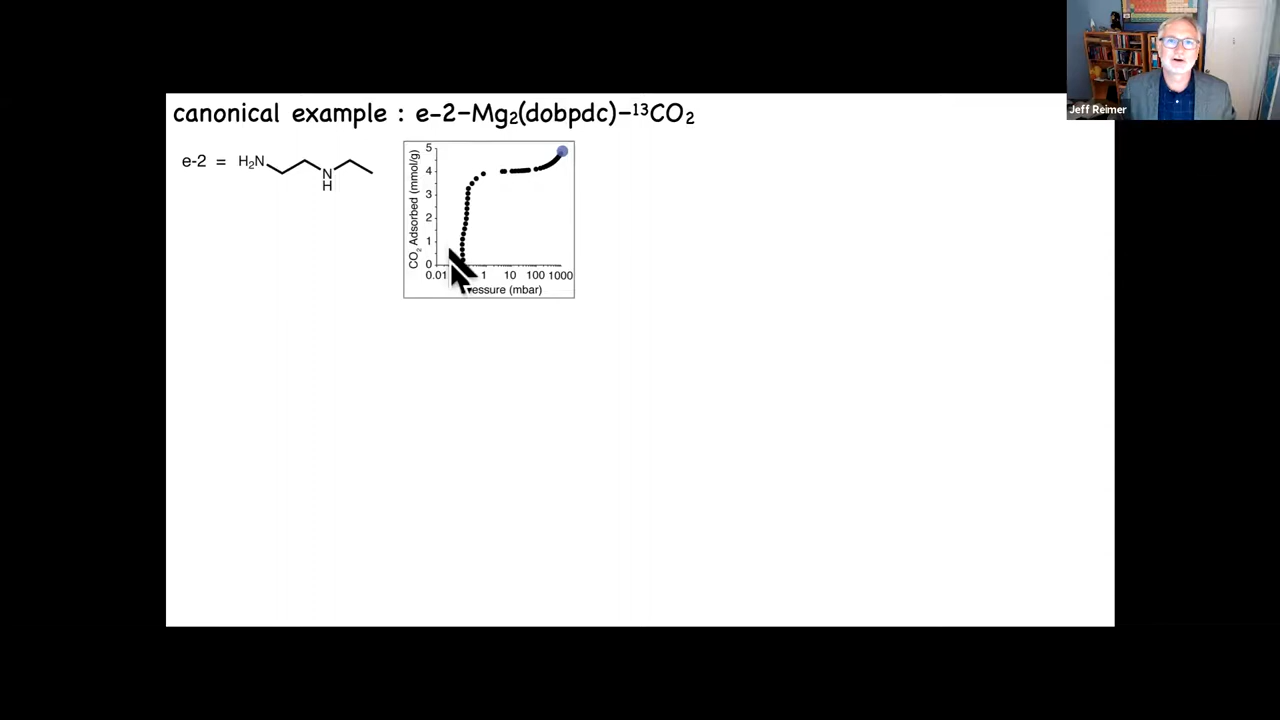 Jeff Reimer
canonical example : e-2-Mg₂(dobpdc)-¹³CO₂
e-2 = H₂N N H
CO₂ Adsorbed (mmol/g)
5
4
3
2
1
0
0.01 1 10 100 1000
essure (mbar)